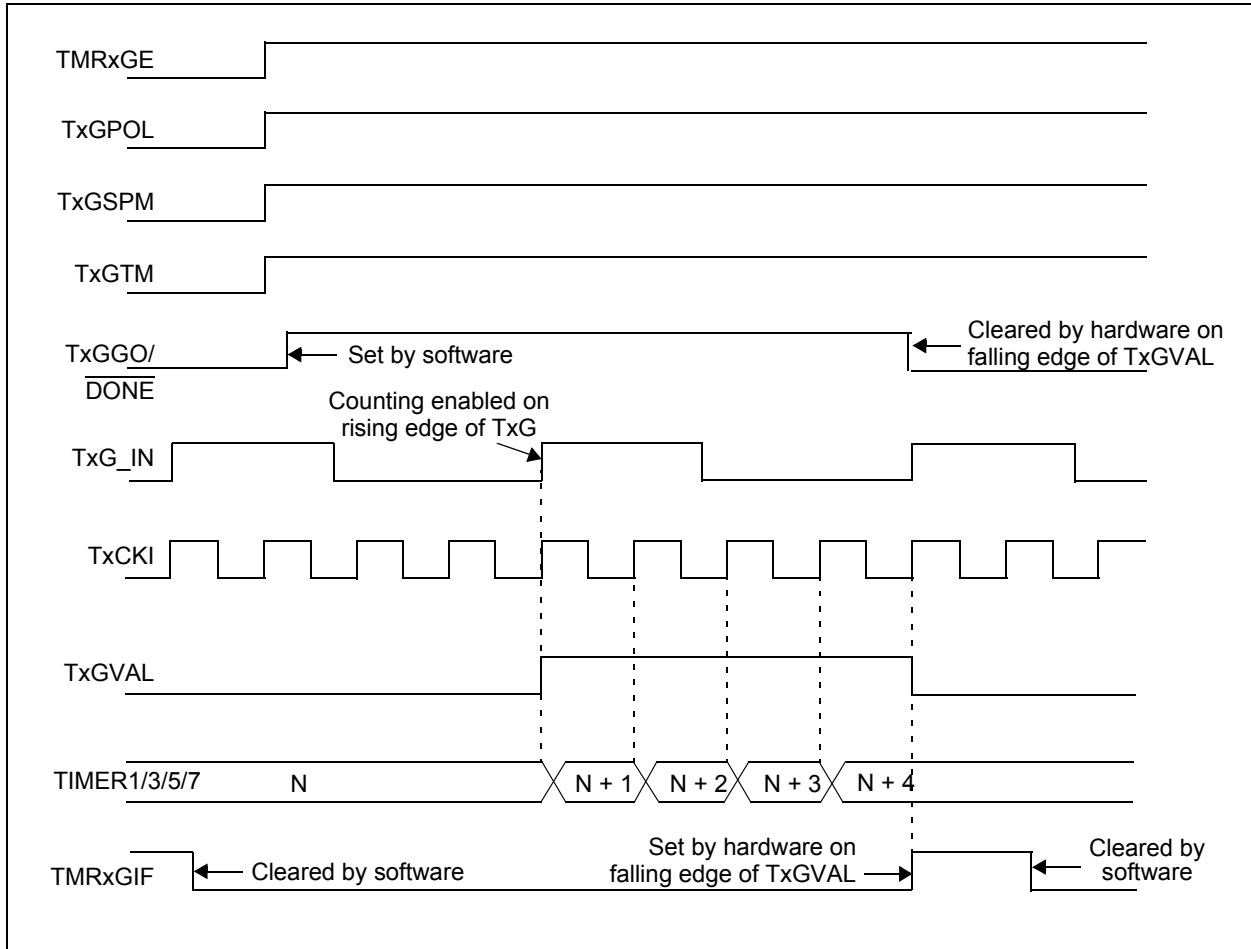 TMRxGE
TxGPOL
TxGSPM
TxGTM
TxGGO/
DONE
Set by software
Cleared by hardware on
falling edge of TxGVAL
Counting enabled on
rising edge of TxG
TxG_IN
TxCKI
TxGVAL
TIMER1/3/5/7
N
N + 1
N + 2
N + 3
N + 4
TMRxGIF
Cleared by software
Set by hardware on
falling edge of TxGVAL
Cleared by
software